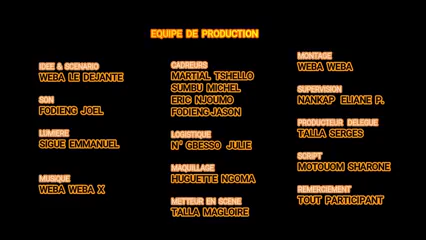 EQUIPE DE PRODUCTION
IDEE & SCENARIO
WEBA LE DEJANTE
SON
FODIENG JOEL
LUMIERE
SIGUE EMMANUEL
MUSIQUE
WEBA WEBA X
CADREURS
MARTIAL TSHELLO
SUMBU MICHEL
ERIC NJOUMO
FODIENG JASON
LOGISTIQUE
N' GBESSO JULIE
MAQUILLAGE
HUGUETTE NGOMA
METTEUR EN SCENE
TALLA MAGLOIRE
MONTAGE
WEBA WEBA
SUPERVISION
NANKAP ELIANE P.
PRODUCTEUR DELEGUE
TALLA SERGES
SCRIPT
MOTOUOM SHARONE
REMERCIEMENT
TOUT PARTICIPANT